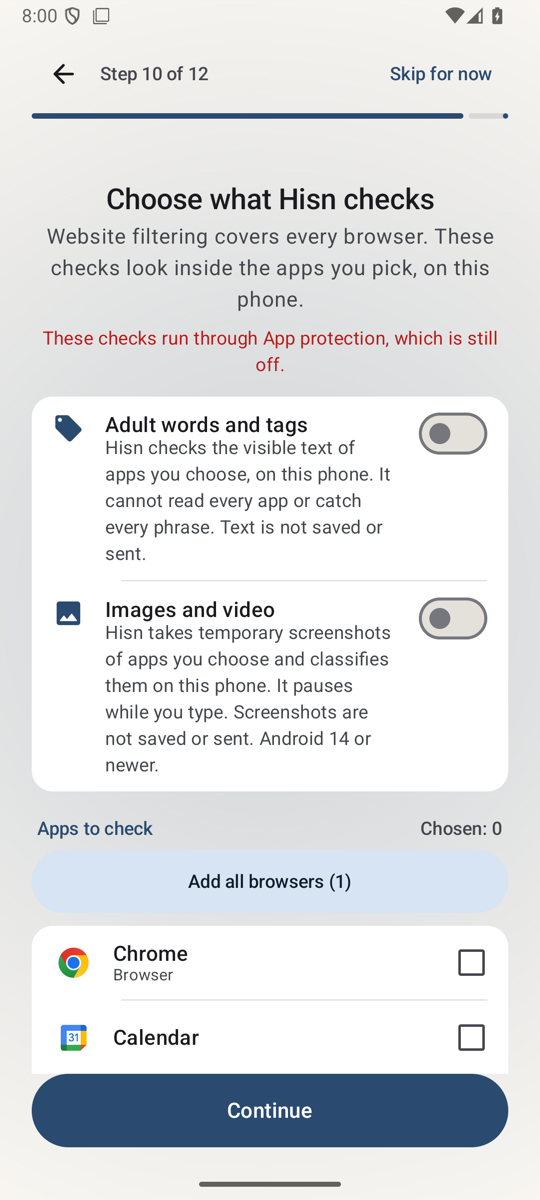 8:00
Step 10 of 12
Skip for now
Choose what Hisn checks
Website filtering covers every browser. These
checks look inside the apps you pick, on this
phone.
These checks run through App protection, which is still
off.
Adult words and tags
Hisn checks the visible text of
apps you choose, on this phone. It
cannot read every app or catch
every phrase. Text is not saved or
sent.
Images and video
Hisn takes temporary screenshots
of apps you choose and classifies
them on this phone. It pauses
while you type. Screenshots are
not saved or sent. Android 14 or
newer.
Apps to check
Chosen: 0
Add all browsers (1)
Chrome
Browser
31
Calendar
Continue